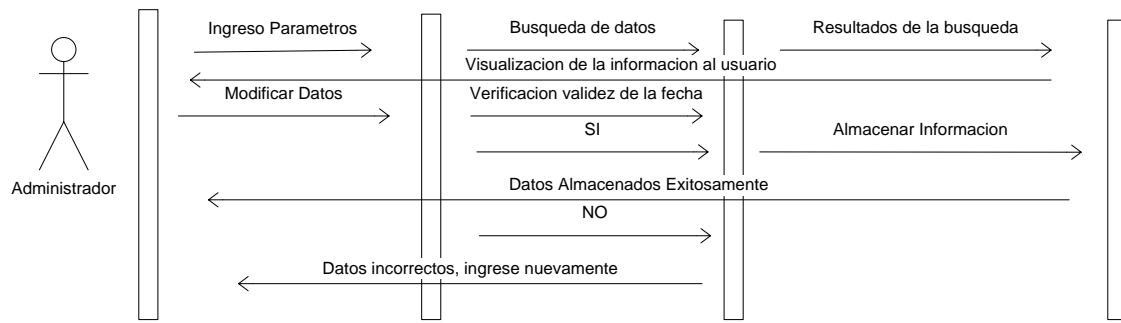 Ingreso Parametros
Busqueda de datos
Resultados de la busqueda
Visualizacion de la informacion al usuario
Modificar Datos
Verificacion validez de la fecha
SI
Almacenar Informacion
Administrador
Datos Almacenados Exitosamente
NO
Datos incorrectos, ingrese nuevamente